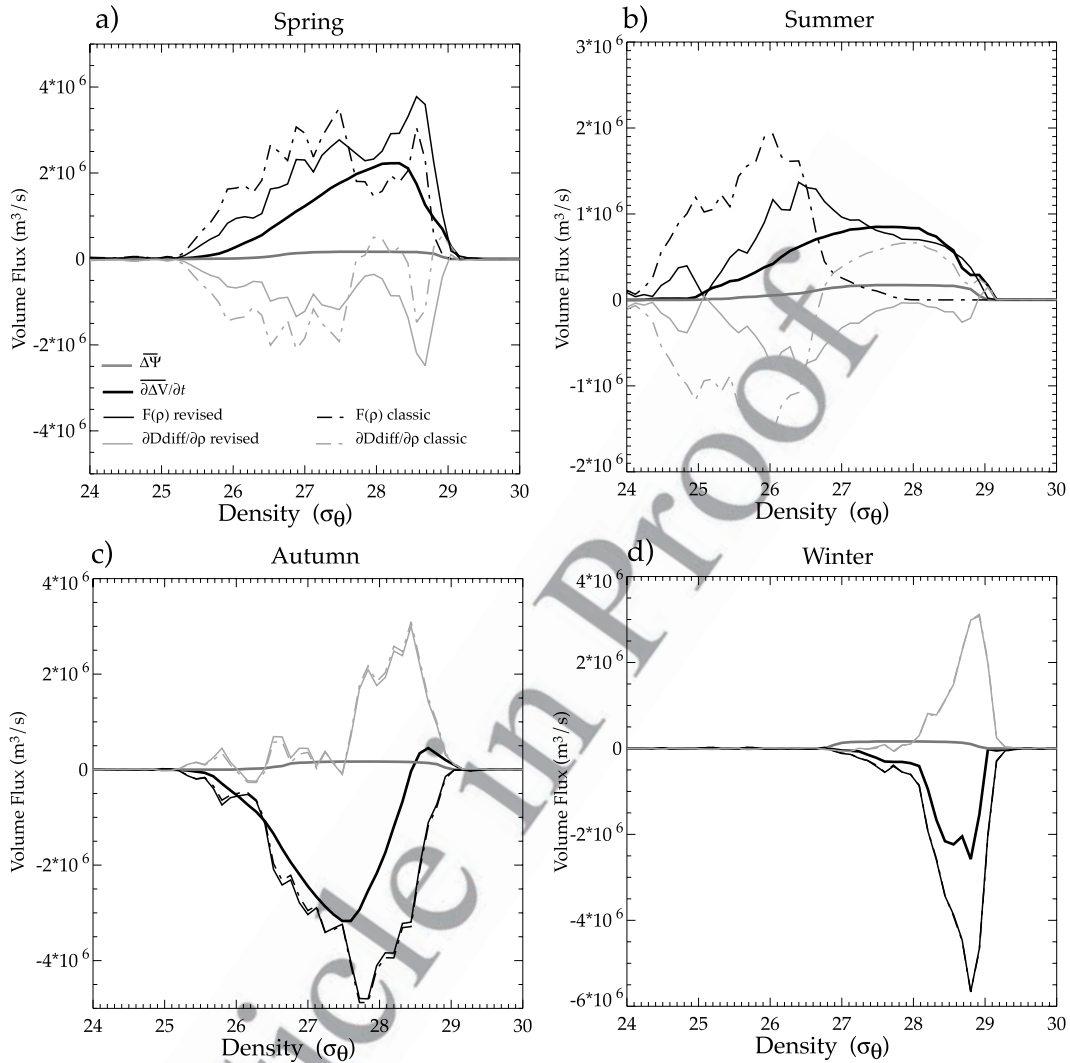 a) Spring
4*10 6
2*10 6
0
-2*10 6
-4*10 6
Volume Flux (m³/s)
ΔΨ
∂ΔV/∂t
F(ρ) revised
F(ρ) classic
∂Ddiff/∂ρ revised
∂Ddiff/∂ρ classic
24 25 26 27 28 29 30
Density (σθ)
b) Summer
3*10 6
2*10 6
1*10 6
0
-1*10 6
-2*10 6
Volume Flux (m³/s)
24 25 26 27 28 29 30
Density (σθ)
c) Autumn
4*10 6
2*10 6
0
-2*10 6
-4*10 6
Volume Flux (m³/s)
24 25 26 27 28 29 30
Density (σθ)
d) Winter
4*10 6
2*10 6
0
-2*10 6
-4*10 6
-6*10 6
Volume Flux (m³/s)
24 25 26 27 28 29 30
Density (σθ)
icle in Proof